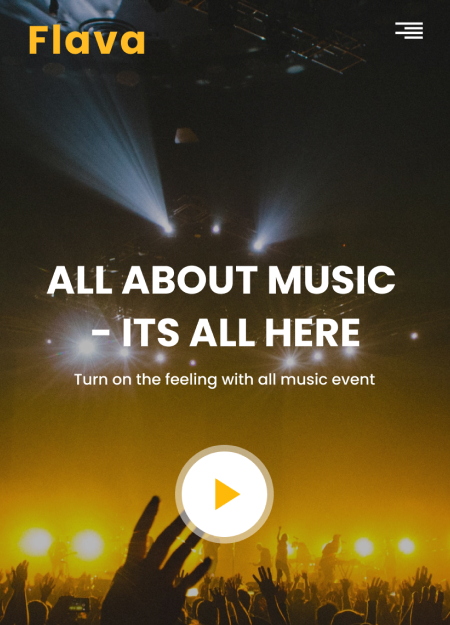 Flava
ALL ABOUT MUSIC
- ITS ALL HERE
Turn on the feeling with all music event